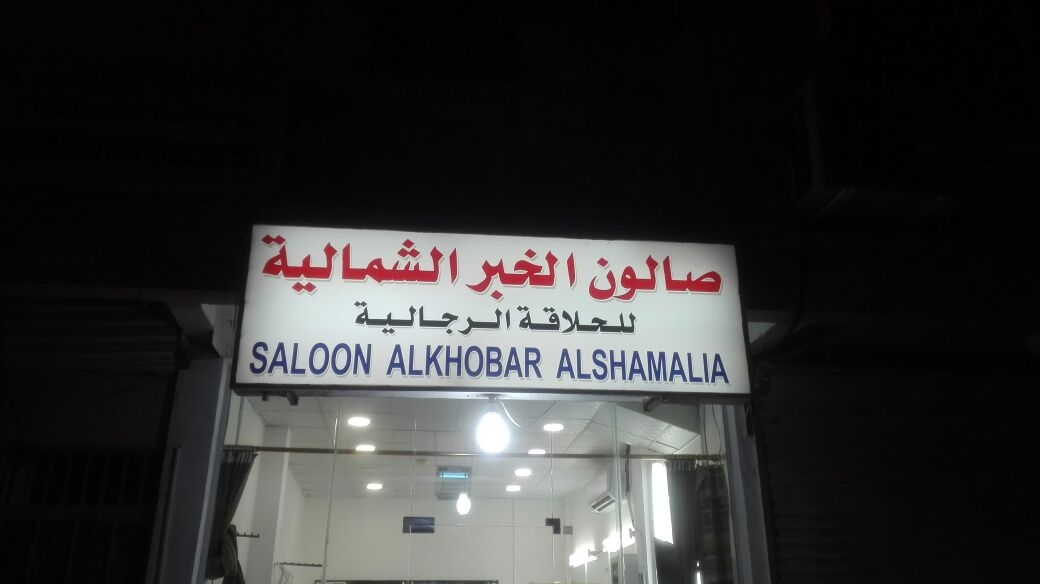 صالون الخبر الشمالية
للحلاقة الرجالية
SALOON ALKHOBAR ALSHAMALIA